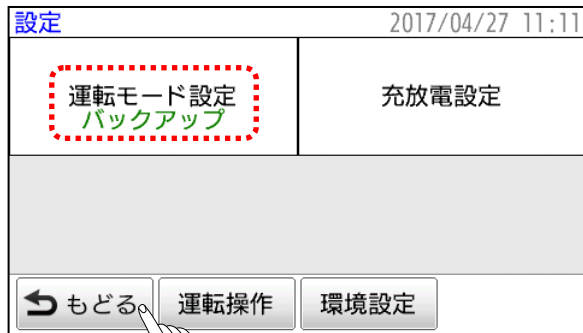 設定 2017/04/27 11:11
運転モード設定 充放電設定
バックアップ
もどる 運転操作 環境設定